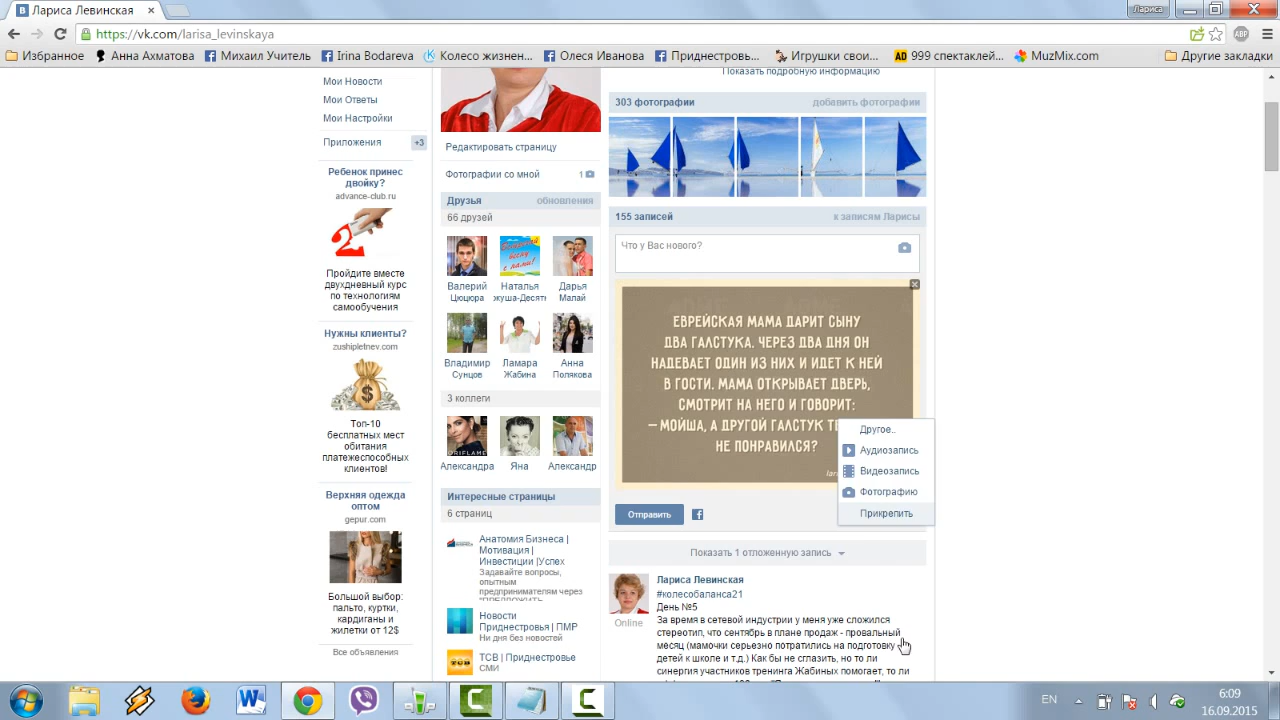 Лариса Левинская
Лариса
https://vk.com/larisa_levinskaya
Избранное
Анна Ахматова
Михаил Учитель
Irina Bodareva
Колесо жизнен...
Олеся Иванова
Приднестровь...
Игрушки свои...
999 спектаклей...
MuzMix.com
Другие закладки
Мои Новости
Мои Ответы
Мои Настройки
Приложения +3
Ребенок принес
двойку?
advance-club.ru
Пройдите вместе
двухдневный курс
по технологиям
самообучения
Нужны клиенты?
zushipletnev.com
Топ-10
бесплатных мест
обитания
платежеспособных
клиентов!
Верхняя одежда
оптом
gepur.com
Большой выбор:
пальто, куртки,
кардиганы и
жилетки от 12$
Все объявления
Редактировать страницу
Фотографии со мной 1
Друзья обновления
66 друзей
Валерий
Цюцюра
Наталья
жуша-Десятн
Дарья
Малай
Владимир
Сунцов
Ламара
Жабина
Анна
Полякова
3 коллеги
ORIFLAME
Александра
Яна
Александр
Интересные страницы
6 страниц
Анатомия Бизнеса |
Мотивация |
Инвестиции |Успех
Задавайте вопросы,
опытным
предпринимателям через
"ПРЕДЛОЖИТЬ
Новости
Приднестровья | ПМР
Ни дня без новостей
ТСВ
ТСВ | Приднестровье
СМИ
Показать подробную информацию
303 фотографии добавить фотографии
155 записей к записям Ларисы
Что у Вас нового?
ЕВРЕЙСКАЯ МАМА ДАРИТ СЫНУ
ДВА ГАЛСТУКА. ЧЕРЕЗ ДВА ДНЯ ОН
НАДЕВАЕТ ОДИН ИЗ НИХ И ИДЕТ К НЕЙ
В ГОСТИ. МАМА ОТКРЫВАЕТ ДВЕРЬ,
СМОТРИТ НА НЕГО И ГОВОРИТ:
– МОЙША, А ДРУГОЙ ГАЛСТУК
НЕ ПОНРАВИЛСЯ?
Другое..
Аудиозапись
Видеозапись
Фотографию
Прикрепить
Отправить
Показать 1 отложенную запись
Лариса Левинская
#колесобаланса21
День №5
Online
За время в сетевой индустрии у меня уже сложился
стереотип, что сентябрь в плане продаж - провальный
месяц (мамочки серьезно потратились на подготовку
детей к школе и т.д.) Как бы не сглазить, но то ли
синергия участников тренинга Жабиных помогает, то ли
EN
6:09
16.09.2015